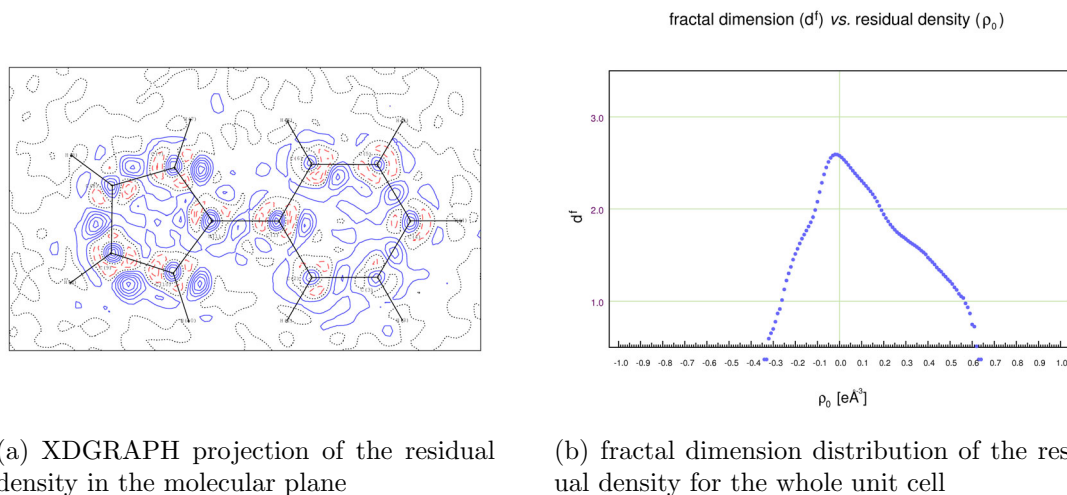 fractal dimension (dᶠ) vs. residual density (ρ₀)
3.0
2.0
1.0
dᶠ
-1.0 -0.9 -0.8 -0.7 -0.6 -0.5 -0.4 -0.3 -0.2 -0.1 0.0 0.1 0.2 0.3 0.4 0.5 0.6 0.7 0.8 0.9 1.0
ρ₀ [eÅ⁻³]
(a) XDGRAPH projection of the residual
density in the molecular plane
(b) fractal dimension distribution of the res
ual density for the whole unit cell